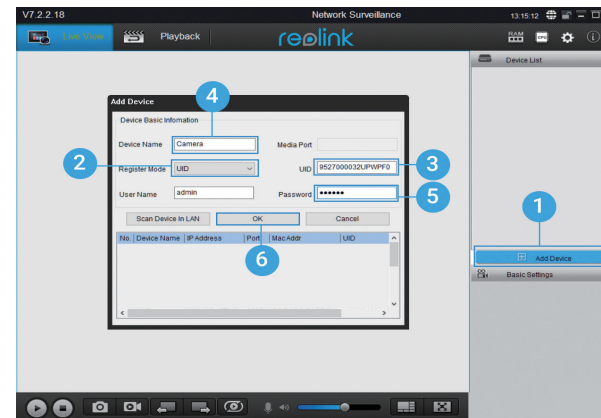 V7.2.2.18 Network Surveillance 13:15:12
Live View Playback reolink RAM CPU
Device List
Add Device
4
Device Basic Infomation
Device Name Camera Media Port
2 Register Mode UID UID 9527000032UPWPF0 3
User Name admin Password •••••• 5
1
Scan Device In LAN OK Cancel
No. Device Name IP Address Port Mac Addr UID
6
Add Device
Basic Settings